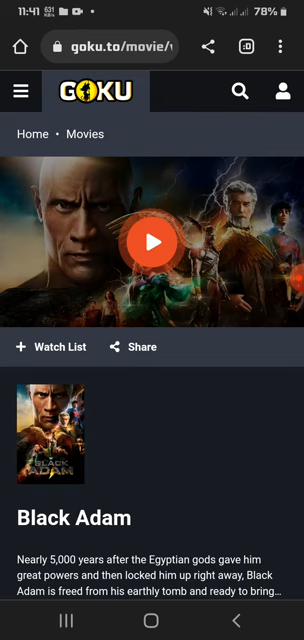 11:41 631 KB/s 78%
goku.to/movie/
:D
GOKU
Home • Movies
Watch List Share
BLACK ADAM
Black Adam
Nearly 5,000 years after the Egyptian gods gave him
great powers and then locked him up right away, Black
Adam is freed from his earthly tomb and ready to bring...